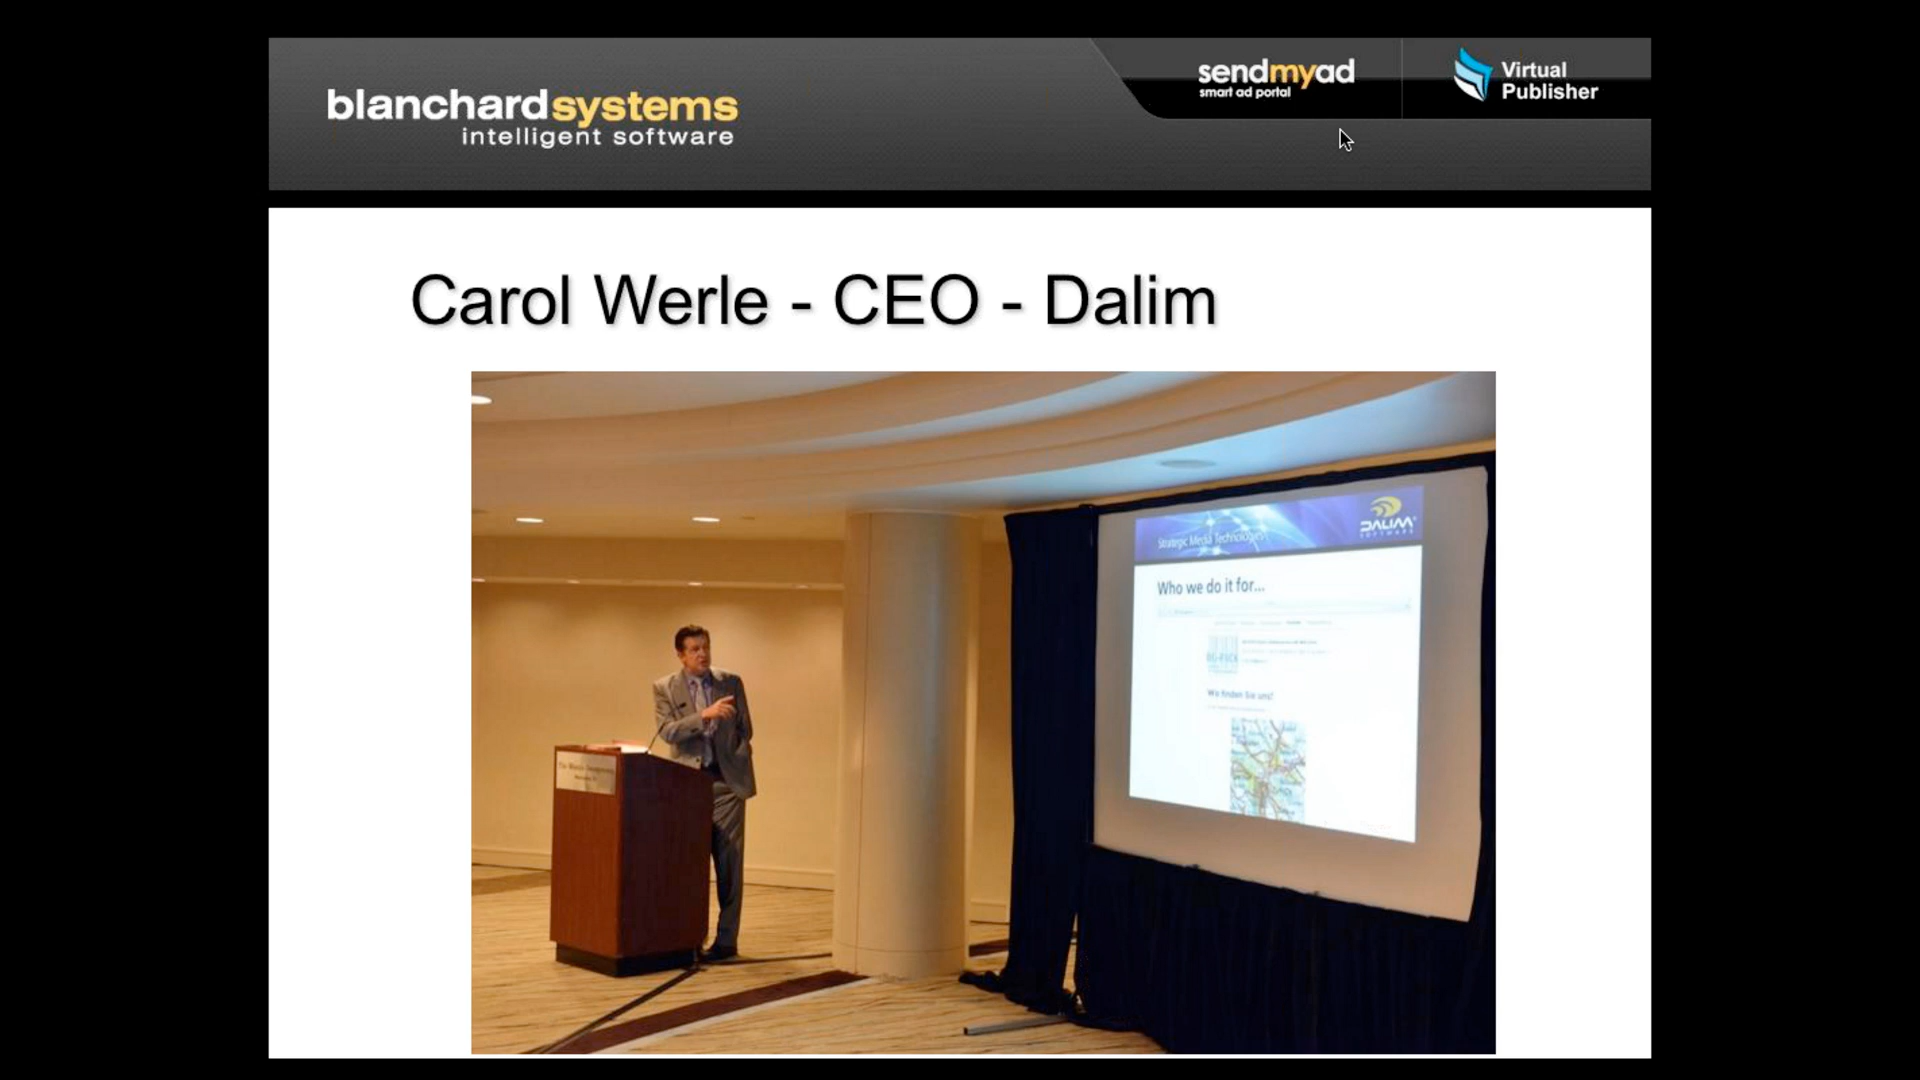 blanchardsystems
intelligent software
sendmyad
smart ad portal
Virtual
Publisher
Carol Werle - CEO - Dalim
Strategic Media Technologies
DALIM
SOFTWARE
Who we do it for...
Wo finden Sie uns?